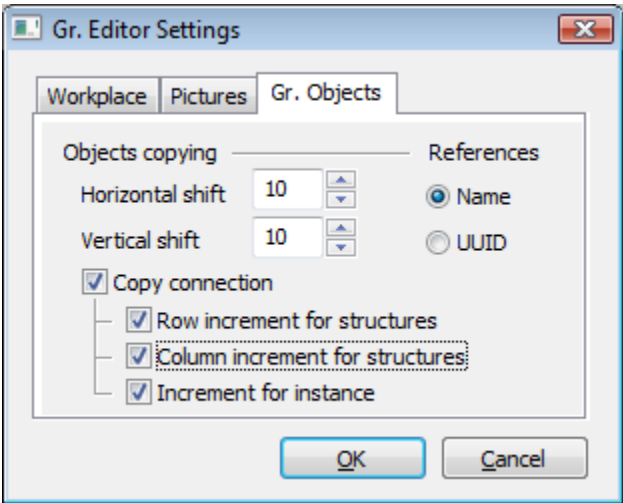 Gr. Editor Settings
Workplace Pictures Gr. Objects
Objects copying References
Horizontal shift 10 Name
Vertical shift 10 UUID
Copy connection
Row increment for structures
Column increment for structures
Increment for instance
OK Cancel